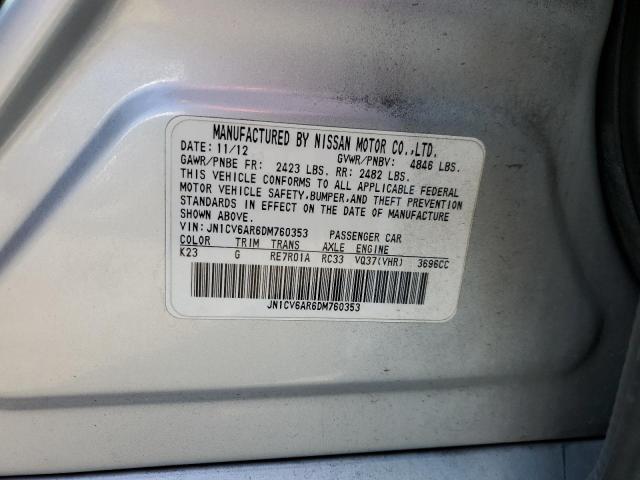 MANUFACTURED BY NISSAN MOTOR CO.,LTD.
DATE: 11/12 GVWR/PNBV: 4846 LBS.
GAWR/PNBE FR: 2423 LBS. RR: 2482 LBS.
THIS VEHICLE CONFORMS TO ALL APPLICABLE FEDERAL
MOTOR VEHICLE SAFETY,BUMPER,AND THEFT PREVENTION
STANDARDS IN EFFECT ON THE DATE OF MANUFACTURE
SHOWN ABOVE.
VIN: JN1CV6AR6DM760353 PASSENGER CAR
COLOR TRIM TRANS AXLE ENGINE
K23 G RE7R01A RC33 VQ37(VHR) 3696CC
JN1CV6AR6DM760353